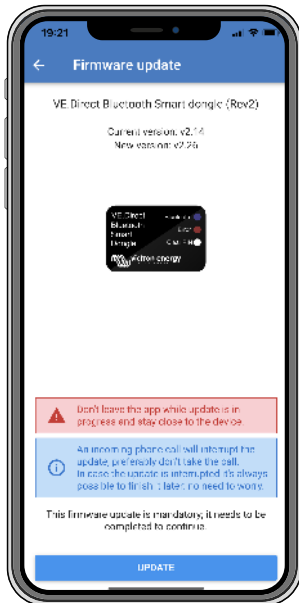 19:21
Firmware update
VE.Direct Bluetooth Smart dongle (Rev2)
Current version: v2.14
New version: v2.26
VE.Direct
Bluetooth
Smart
Dongle
Bluetooth
Error
Clear PIN
victron energy
Don't leave the app while update is in
progress and stay close to the device.
An incoming phone call will interrupt the
update, preferably don't take the call.
In case the update is interrupted it's always
possible to finish it later, no need to worry.
This firmware update is mandatory, it needs to be
completed to continue.
UPDATE